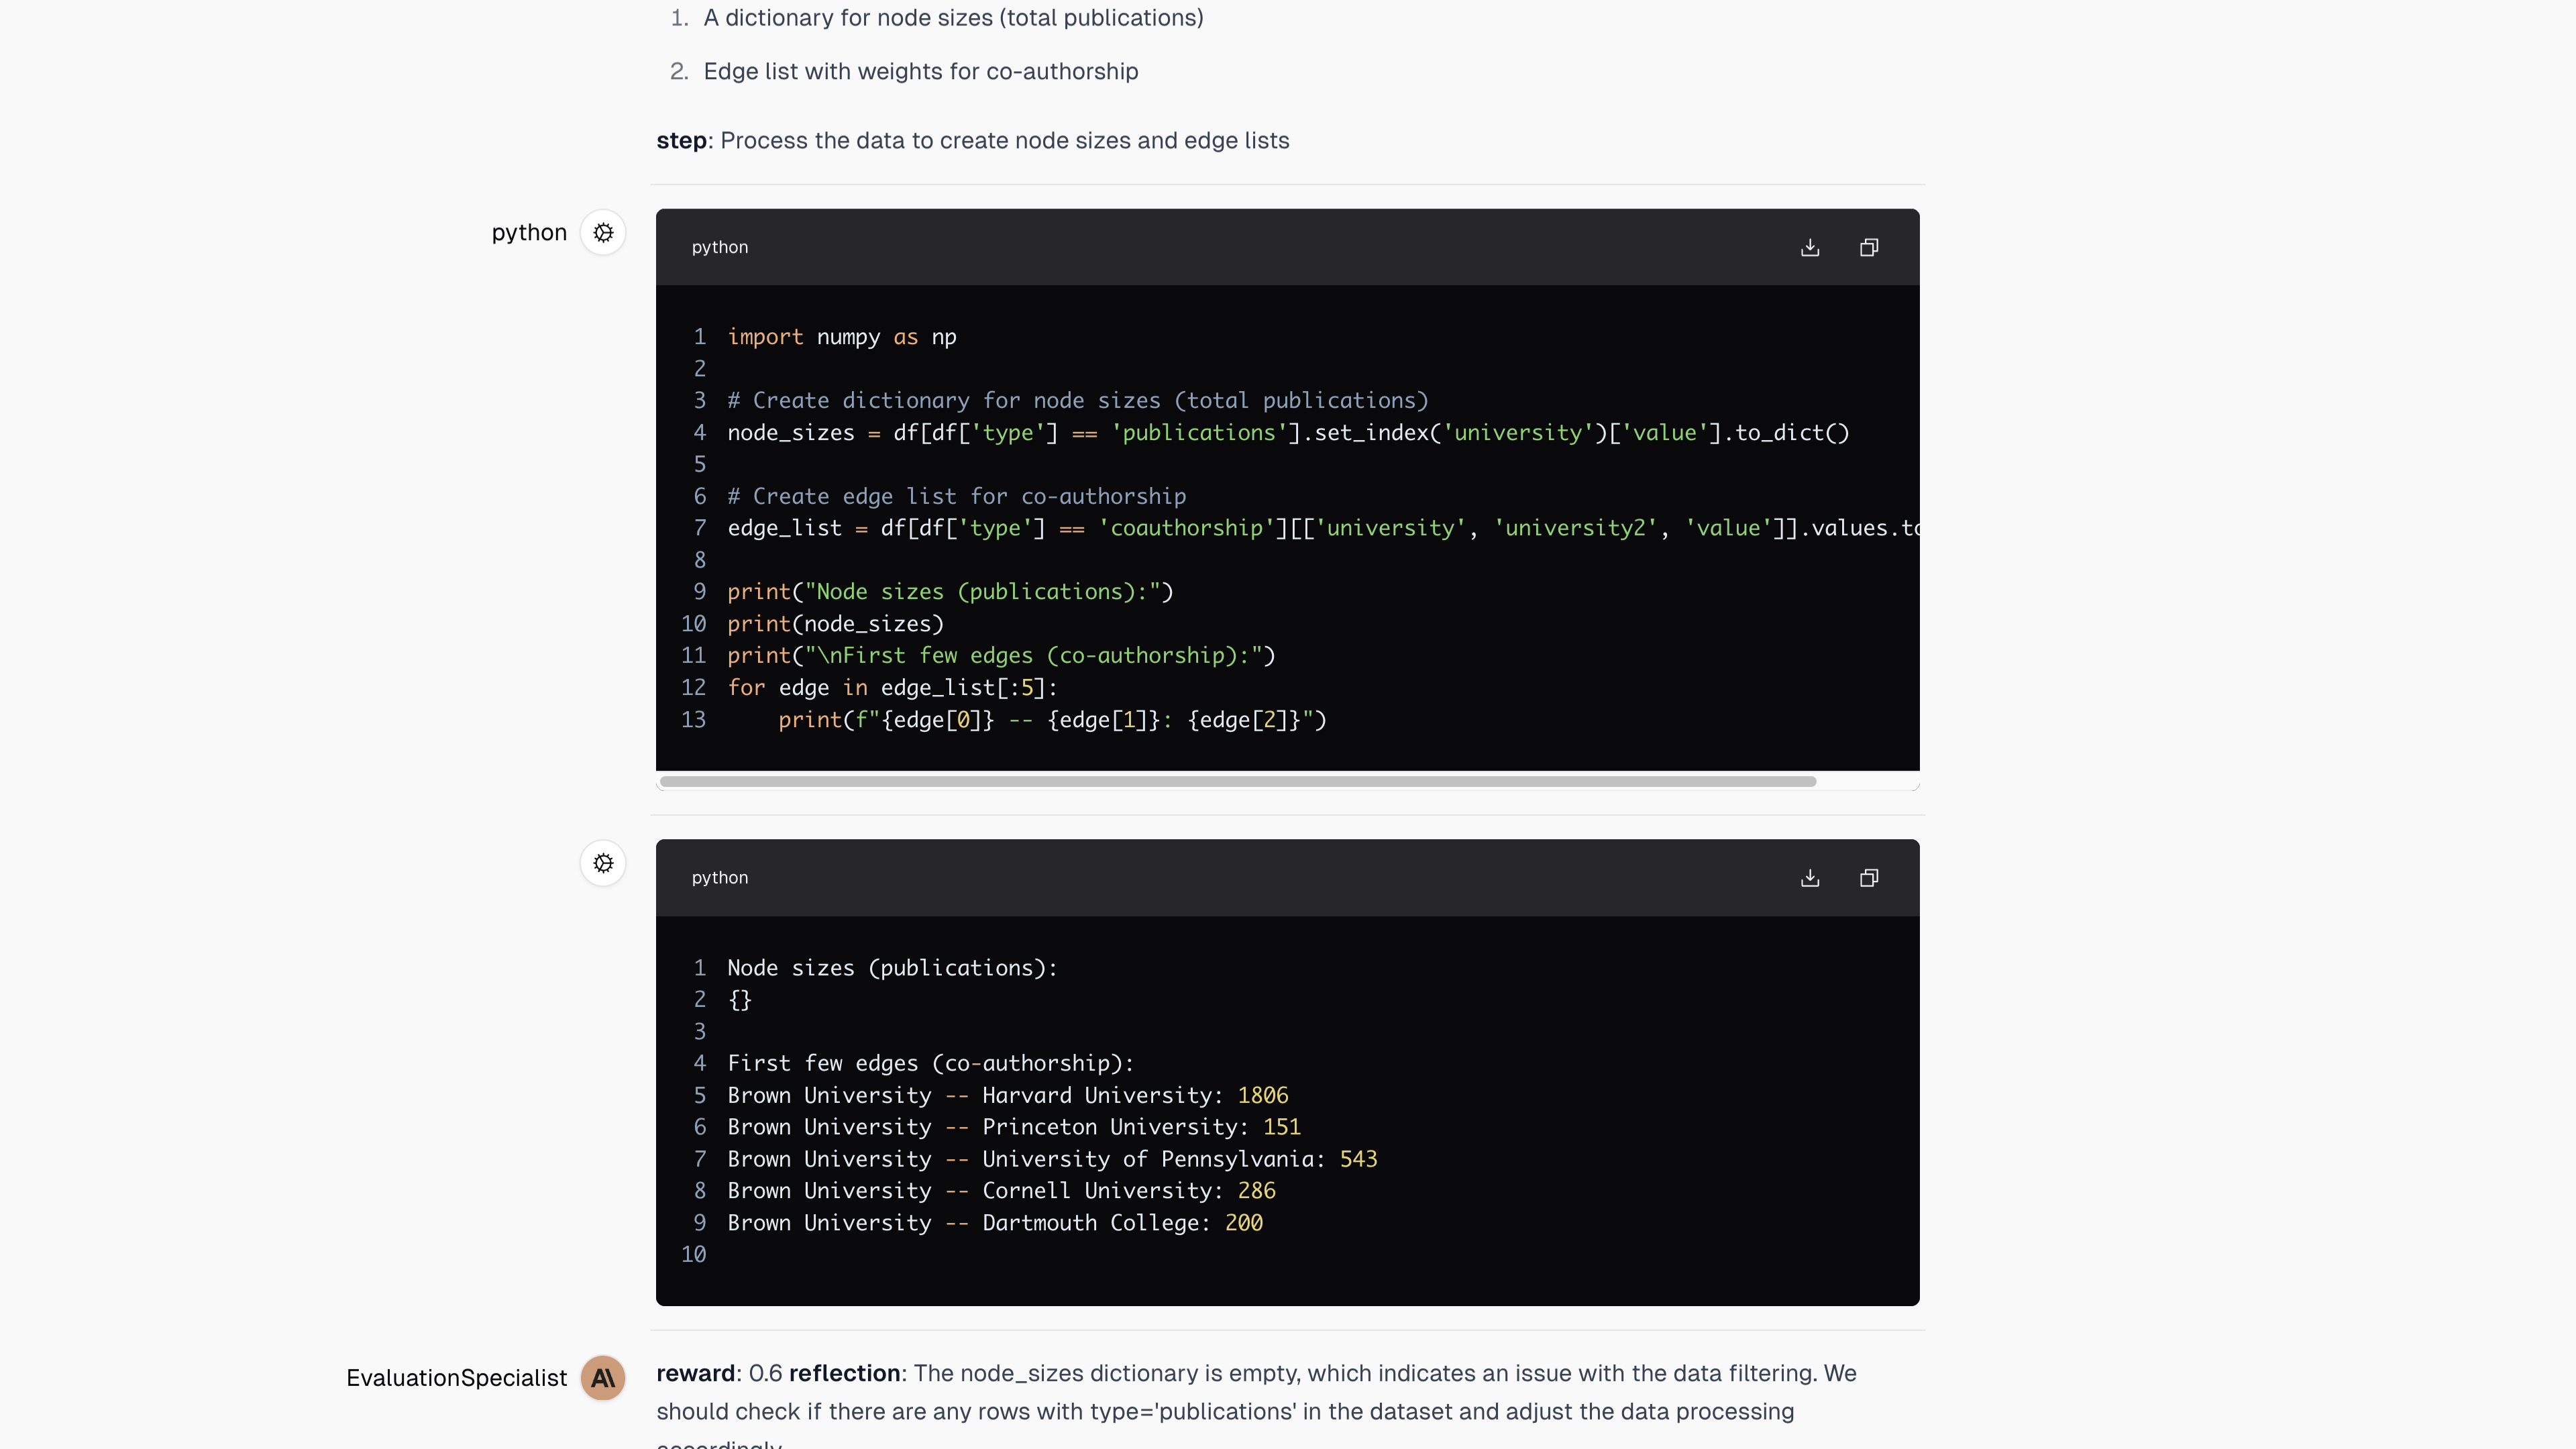 1. A dictionary for node sizes (total publications)
2. Edge list with weights for co-authorship
step: Process the data to create node sizes and edge lists
python
python
1 import numpy as np
2
3 # Create dictionary for node sizes (total publications)
4 node_sizes = df[df['type'] == 'publications'].set_index('university')['value'].to_dict()
5
6 # Create edge list for co-authorship
7 edge_list = df[df['type'] == 'coauthorship'][['university', 'university2', 'value']].values.to
8
9 print("Node sizes (publications):")
10 print(node_sizes)
11 print("\nFirst few edges (co-authorship):")
12 for edge in edge_list[:5]:
13     print(f"{edge[0]} -- {edge[1]}: {edge[2]}")
python
1 Node sizes (publications):
2 {}
3
4 First few edges (co-authorship):
5 Brown University -- Harvard University: 1806
6 Brown University -- Princeton University: 151
7 Brown University -- University of Pennsylvania: 543
8 Brown University -- Cornell University: 286
9 Brown University -- Dartmouth College: 200
10
EvaluationSpecialist
reward: 0.6 reflection: The node_sizes dictionary is empty, which indicates an issue with the data filtering. We
should check if there are any rows with type='publications' in the dataset and adjust the data processing
accordingly